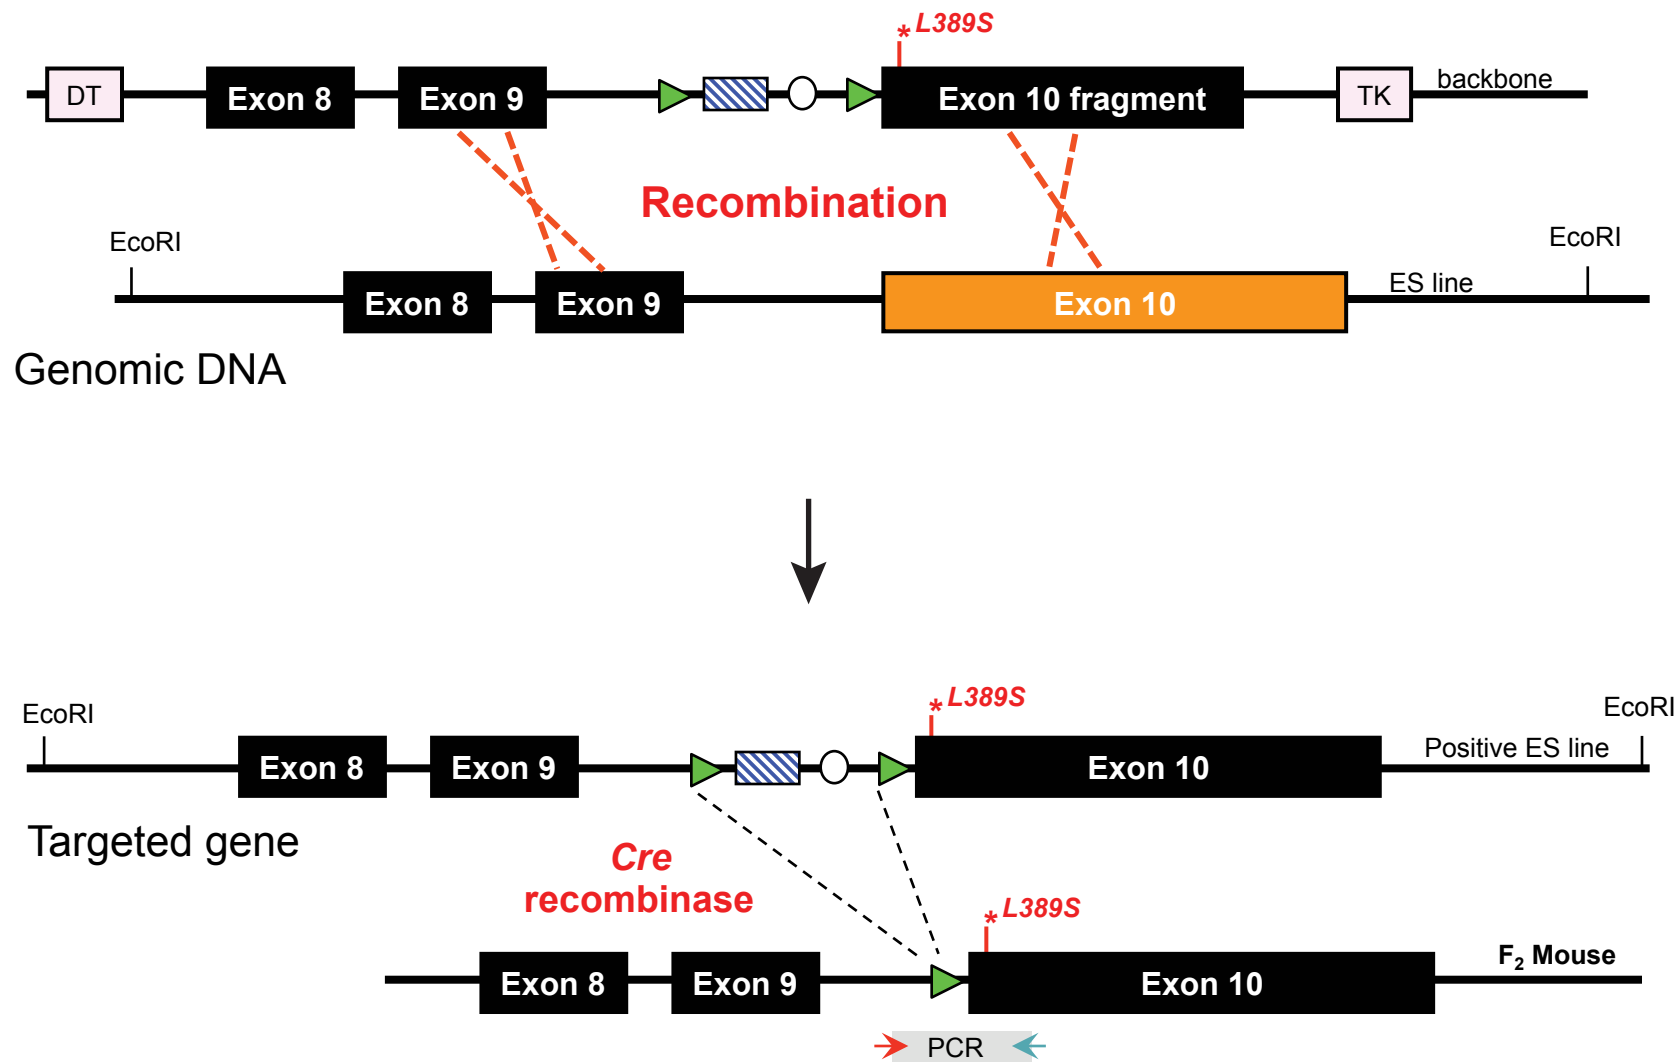 * L389S
DT
Exon 8
Exon 9
Exon 10 fragment
TK
backbone
Recombination
EcoRI
EcoRI
Exon 8
Exon 9
Exon 10
ES line
Genomic DNA
* L389S
EcoRI
EcoRI
Exon 8
Exon 9
Exon 10
Positive ES line
Targeted gene
Cre
recombinase
* L389S
Exon 8
Exon 9
Exon 10
F2 Mouse
PCR